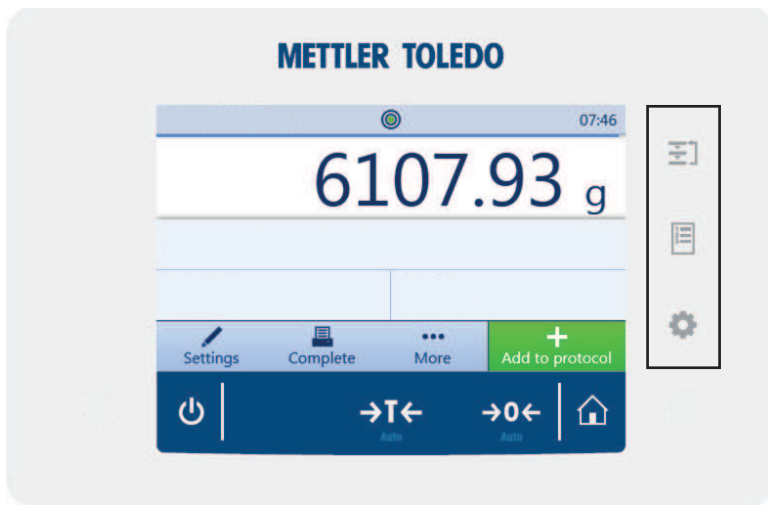 METTLER TOLEDO
07:46
6107.93 g
Settings Complete More Add to protocol
→T← →0←
Auto Auto